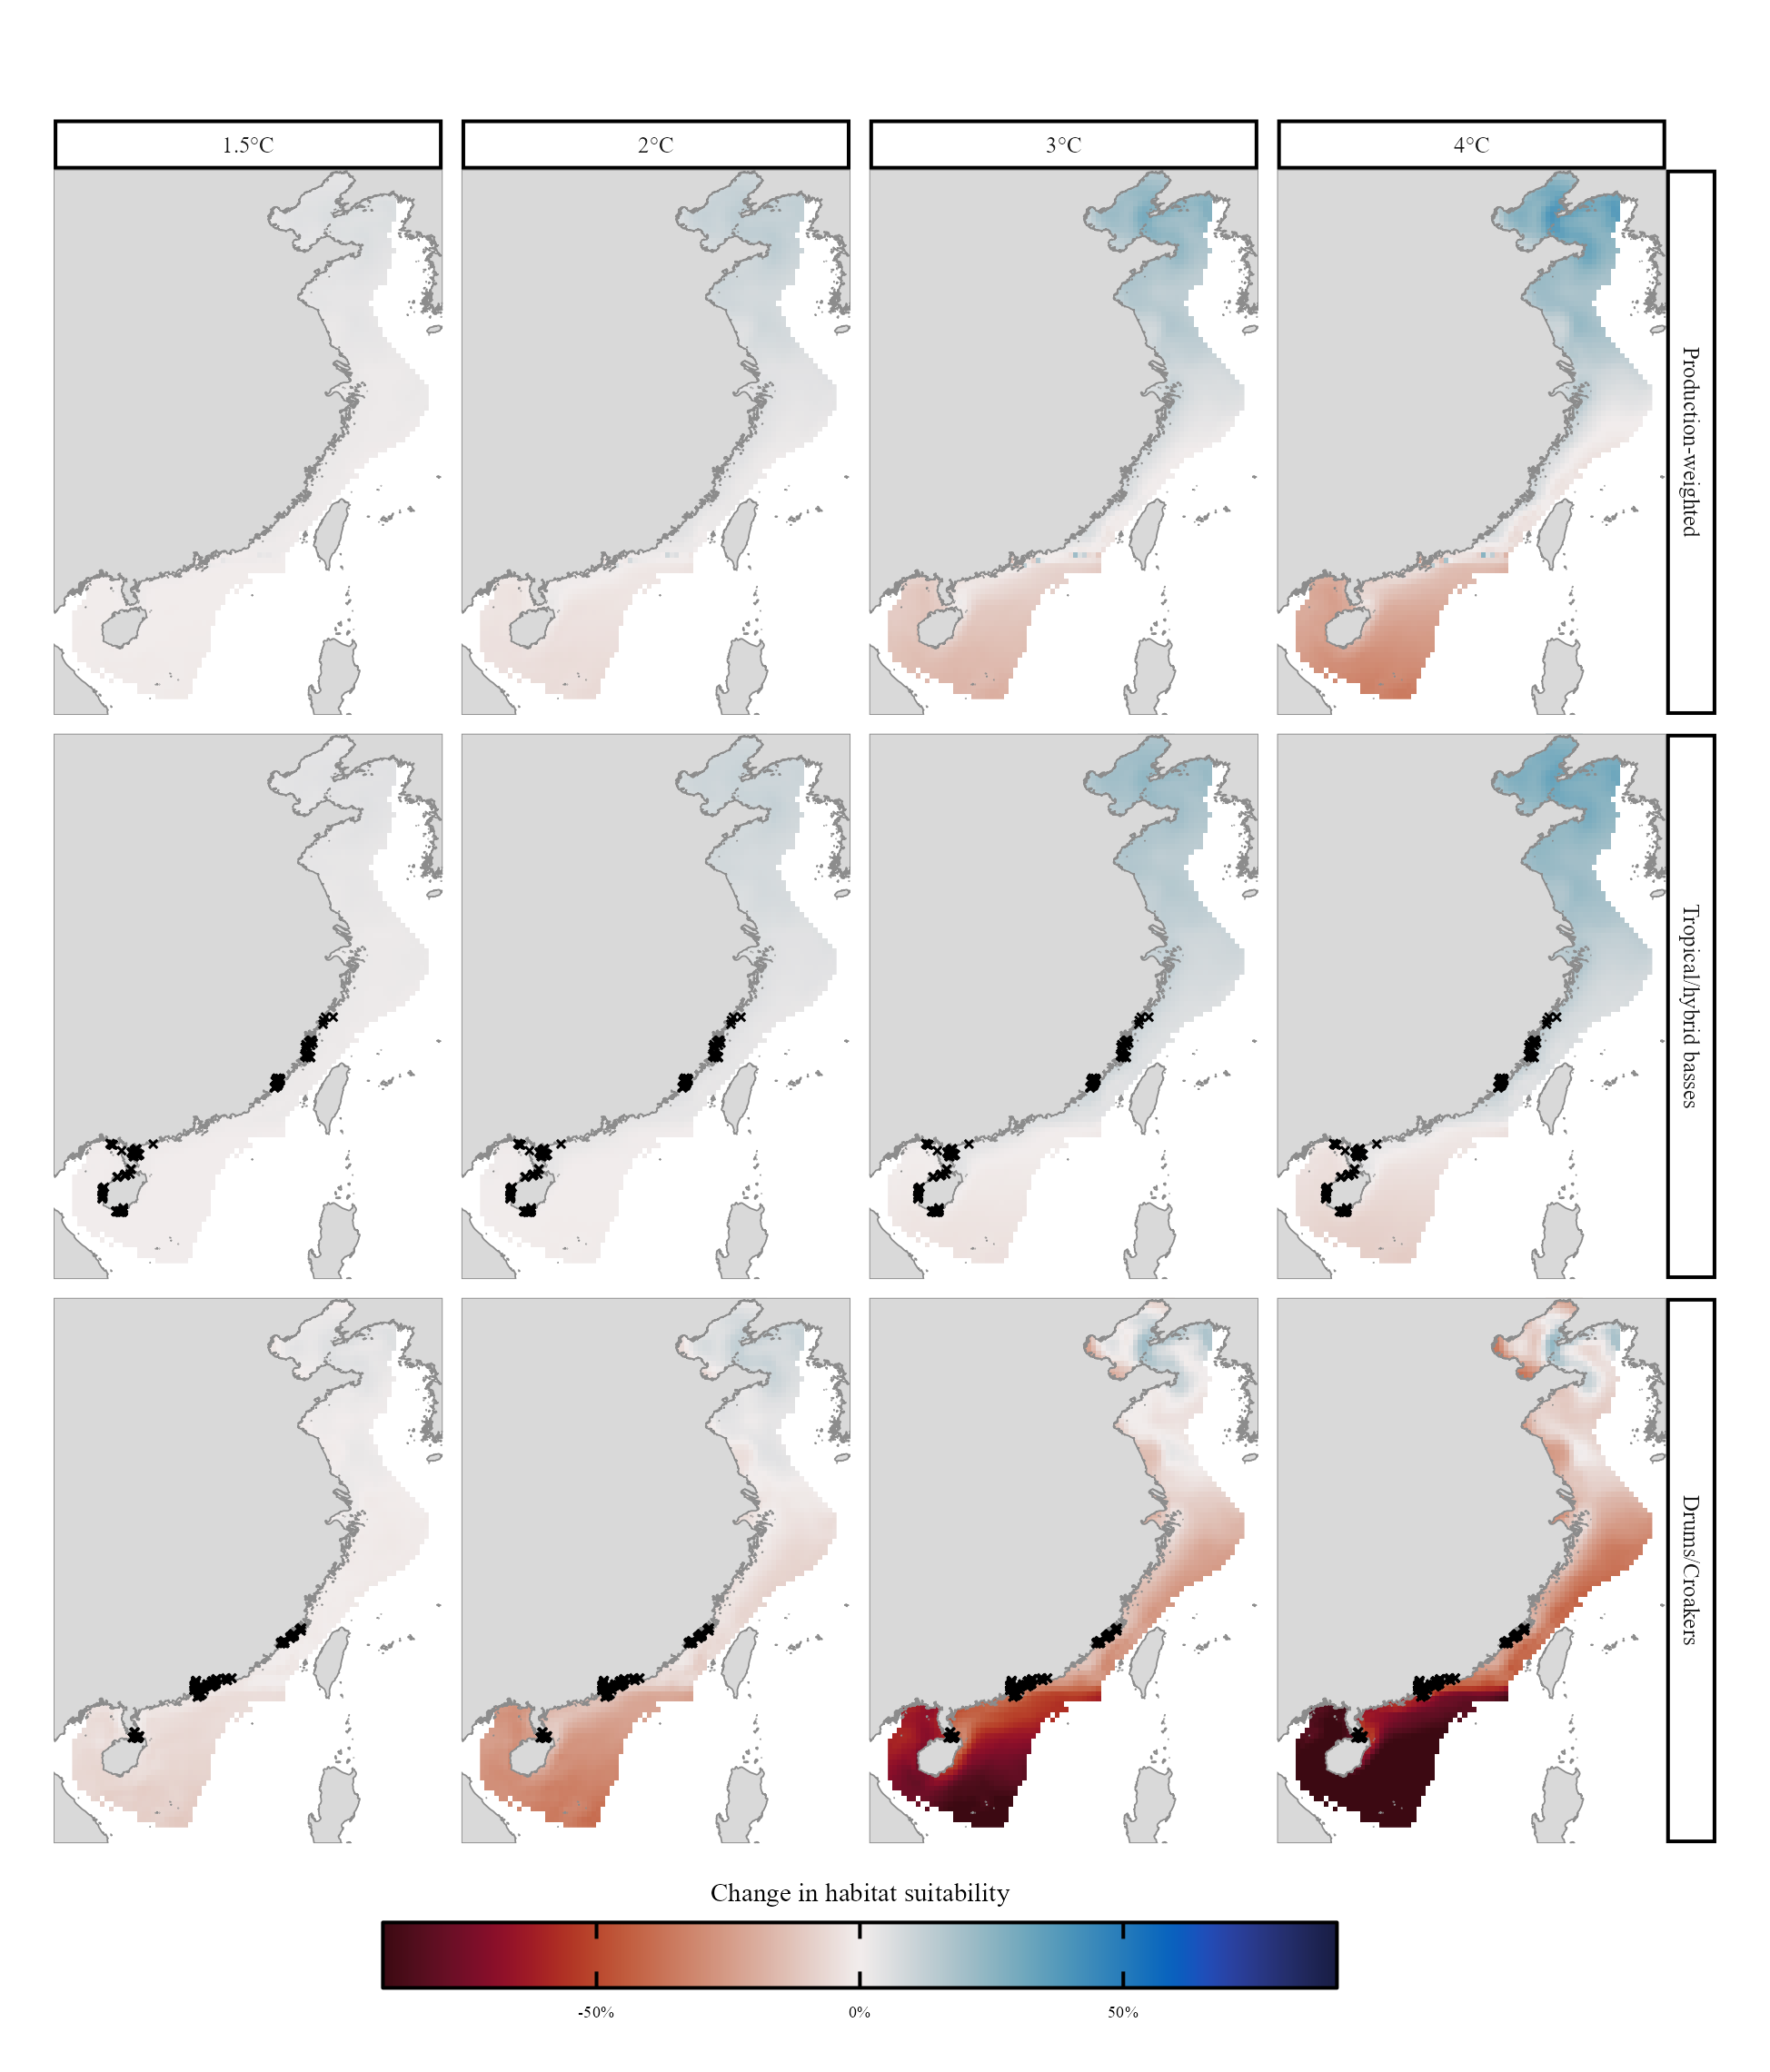 1.5°C
2°C
3°C
4°C
Production-weighted
Tropical/hybrid basses
Drums/Croakers
Change in habitat suitability
-50%
0%
50%